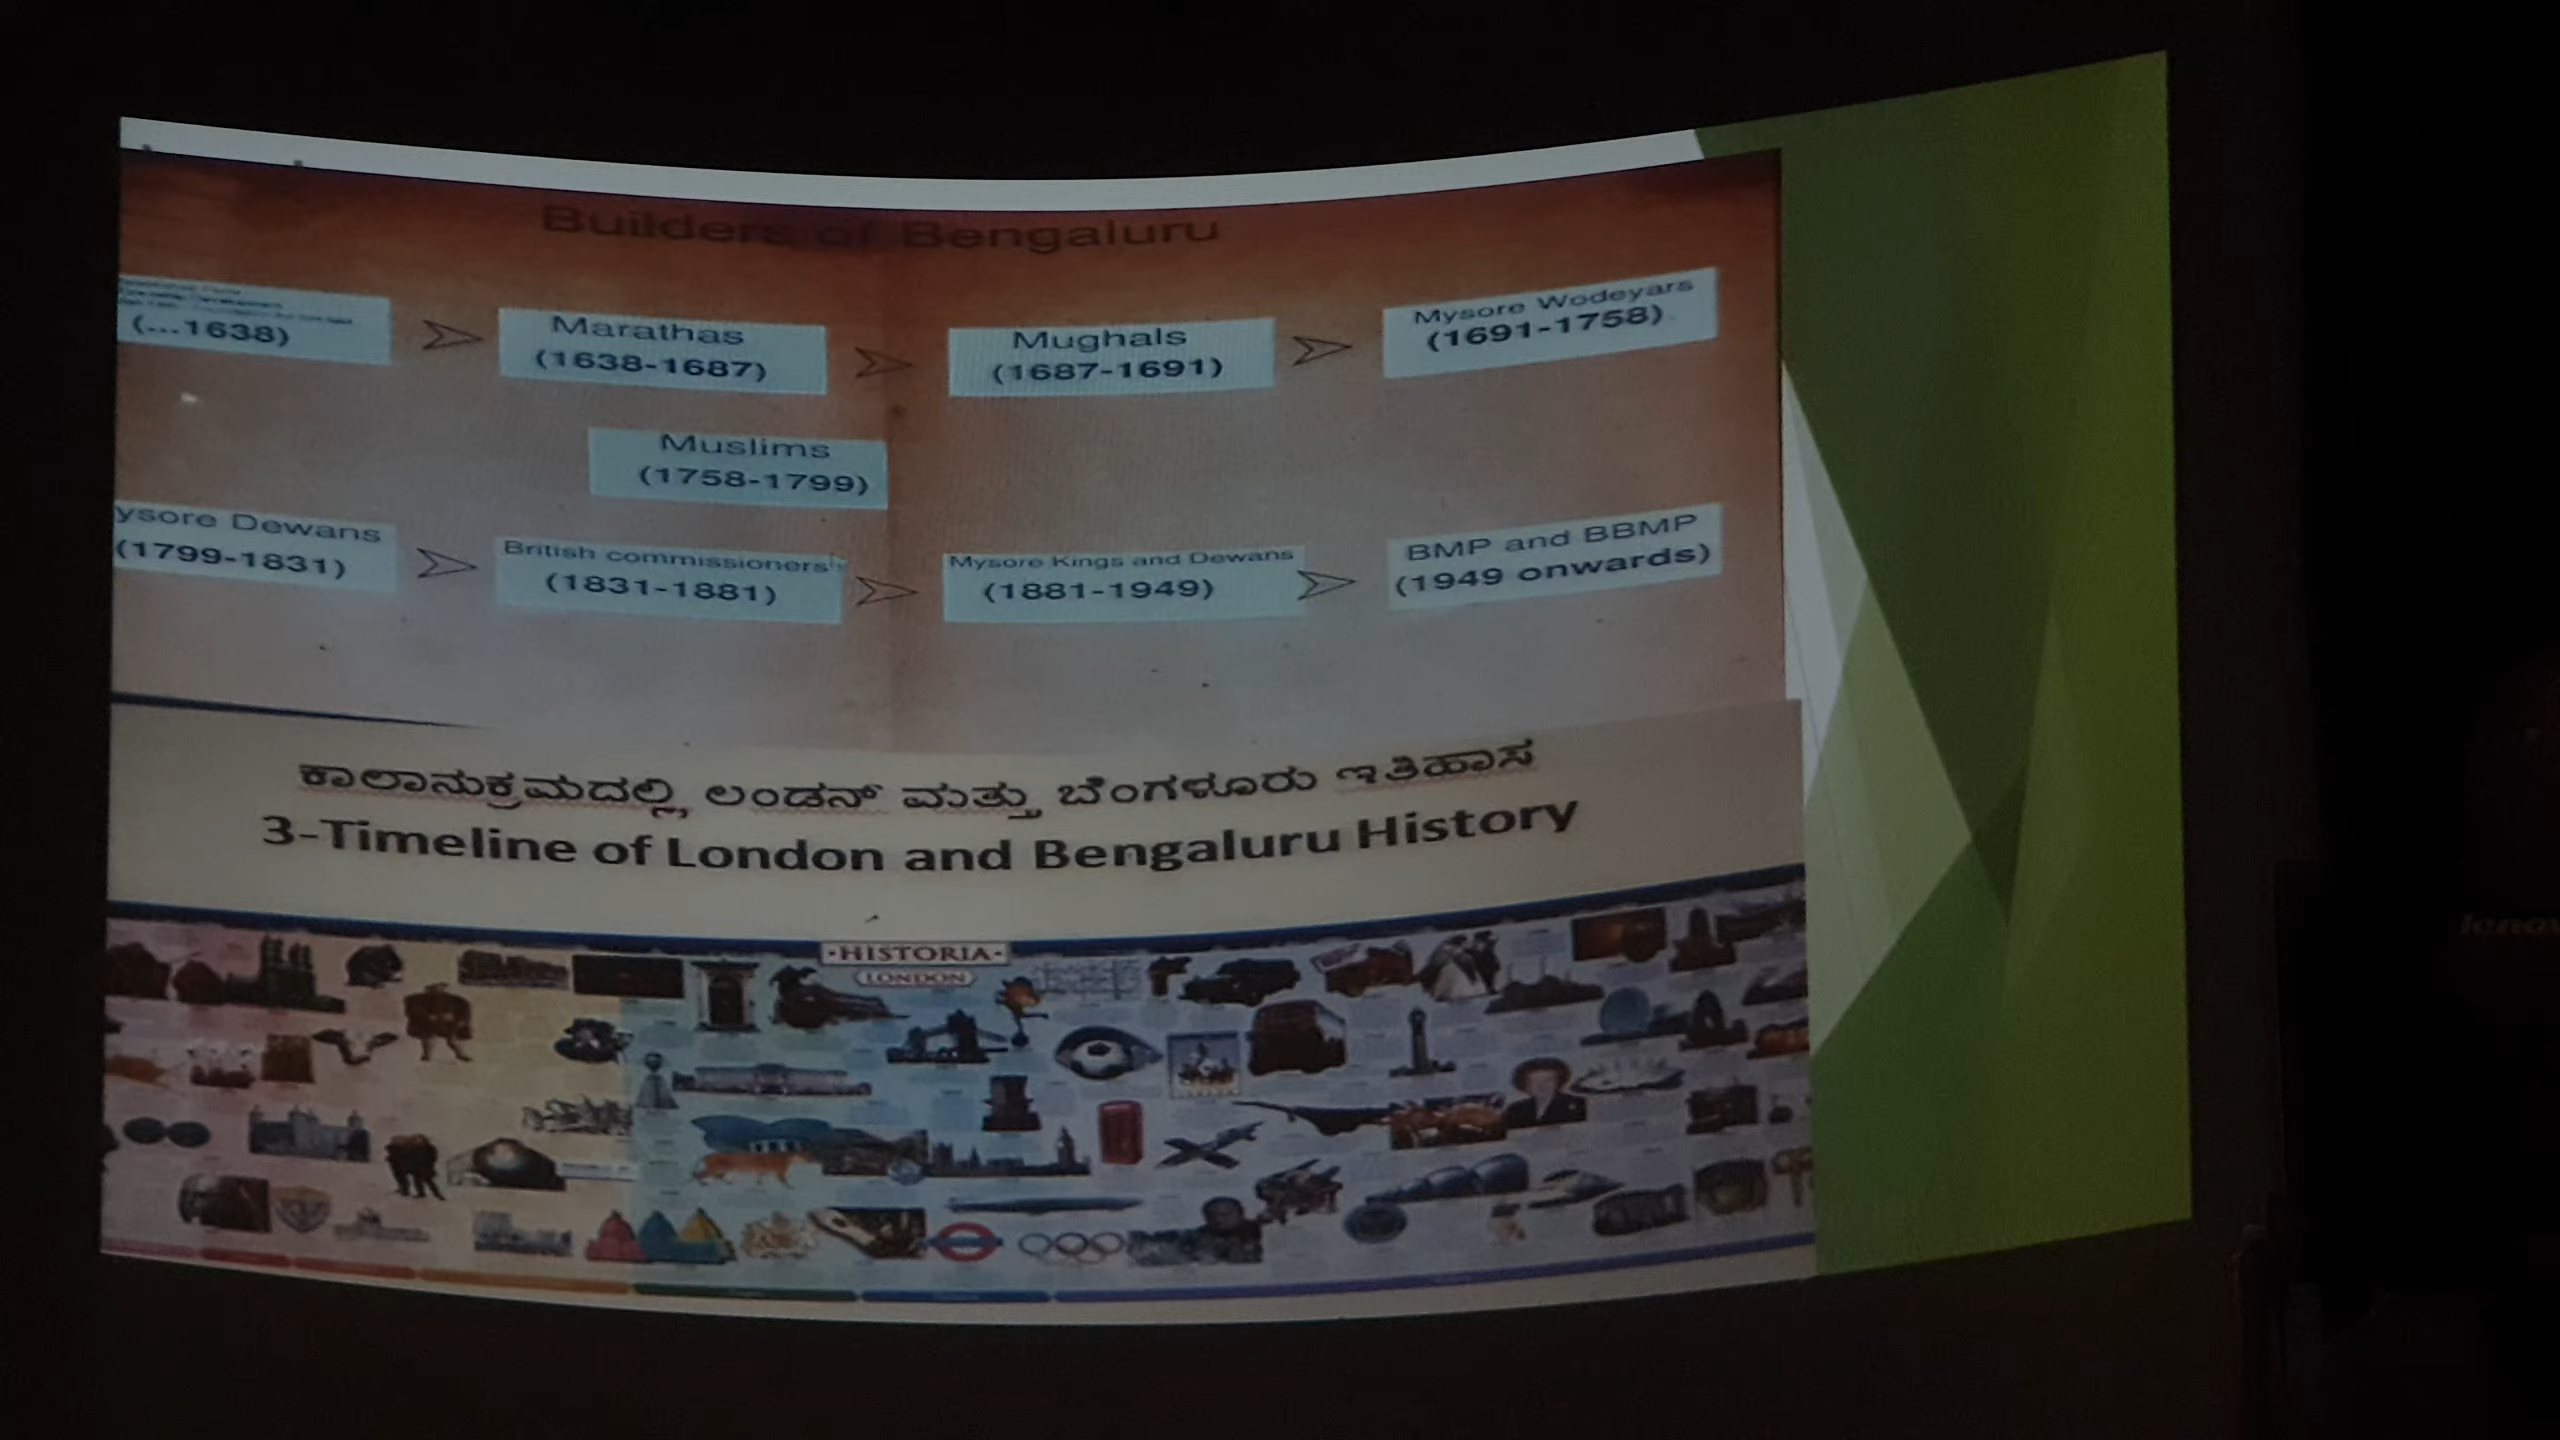 Builders of Bengaluru
(...1638)
Marathas
(1638-1687)
Mughals
(1687-1691)
Mysore Wodeyars
(1691-1758)
Muslims
(1758-1799)
ysore Dewans
(1799-1831)
British commissioners
(1831-1881)
Mysore Kings and Dewans
(1881-1949)
BMP and BBMP
(1949 onwards)
ಕಾಲಾನುಕ್ರಮದಲ್ಲಿ ಲಂಡನ್ ಮತ್ತು ಬೆಂಗಳೂರು ಇತಿಹಾಸ
3-Timeline of London and Bengaluru History
·HISTORIA·
LONDON